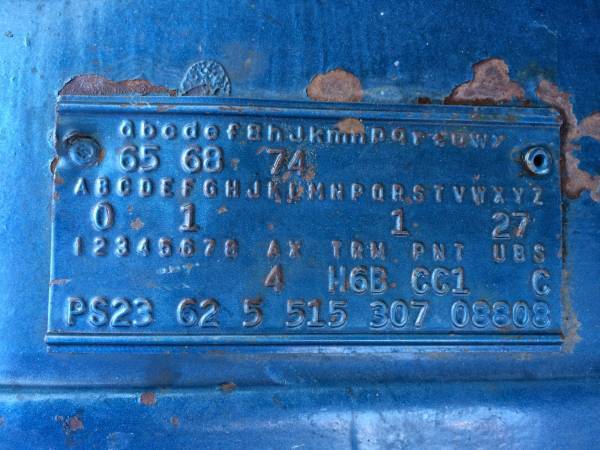 abcdefghjkmnpqrsuwy
65 68 74
ABCDEFGHJKLMNPQRSTVWXYZ
0 1 1 27
12345678 AX TRM PNT UBS
4 H6B CC1 C
PS23 62 5 515 307 08808